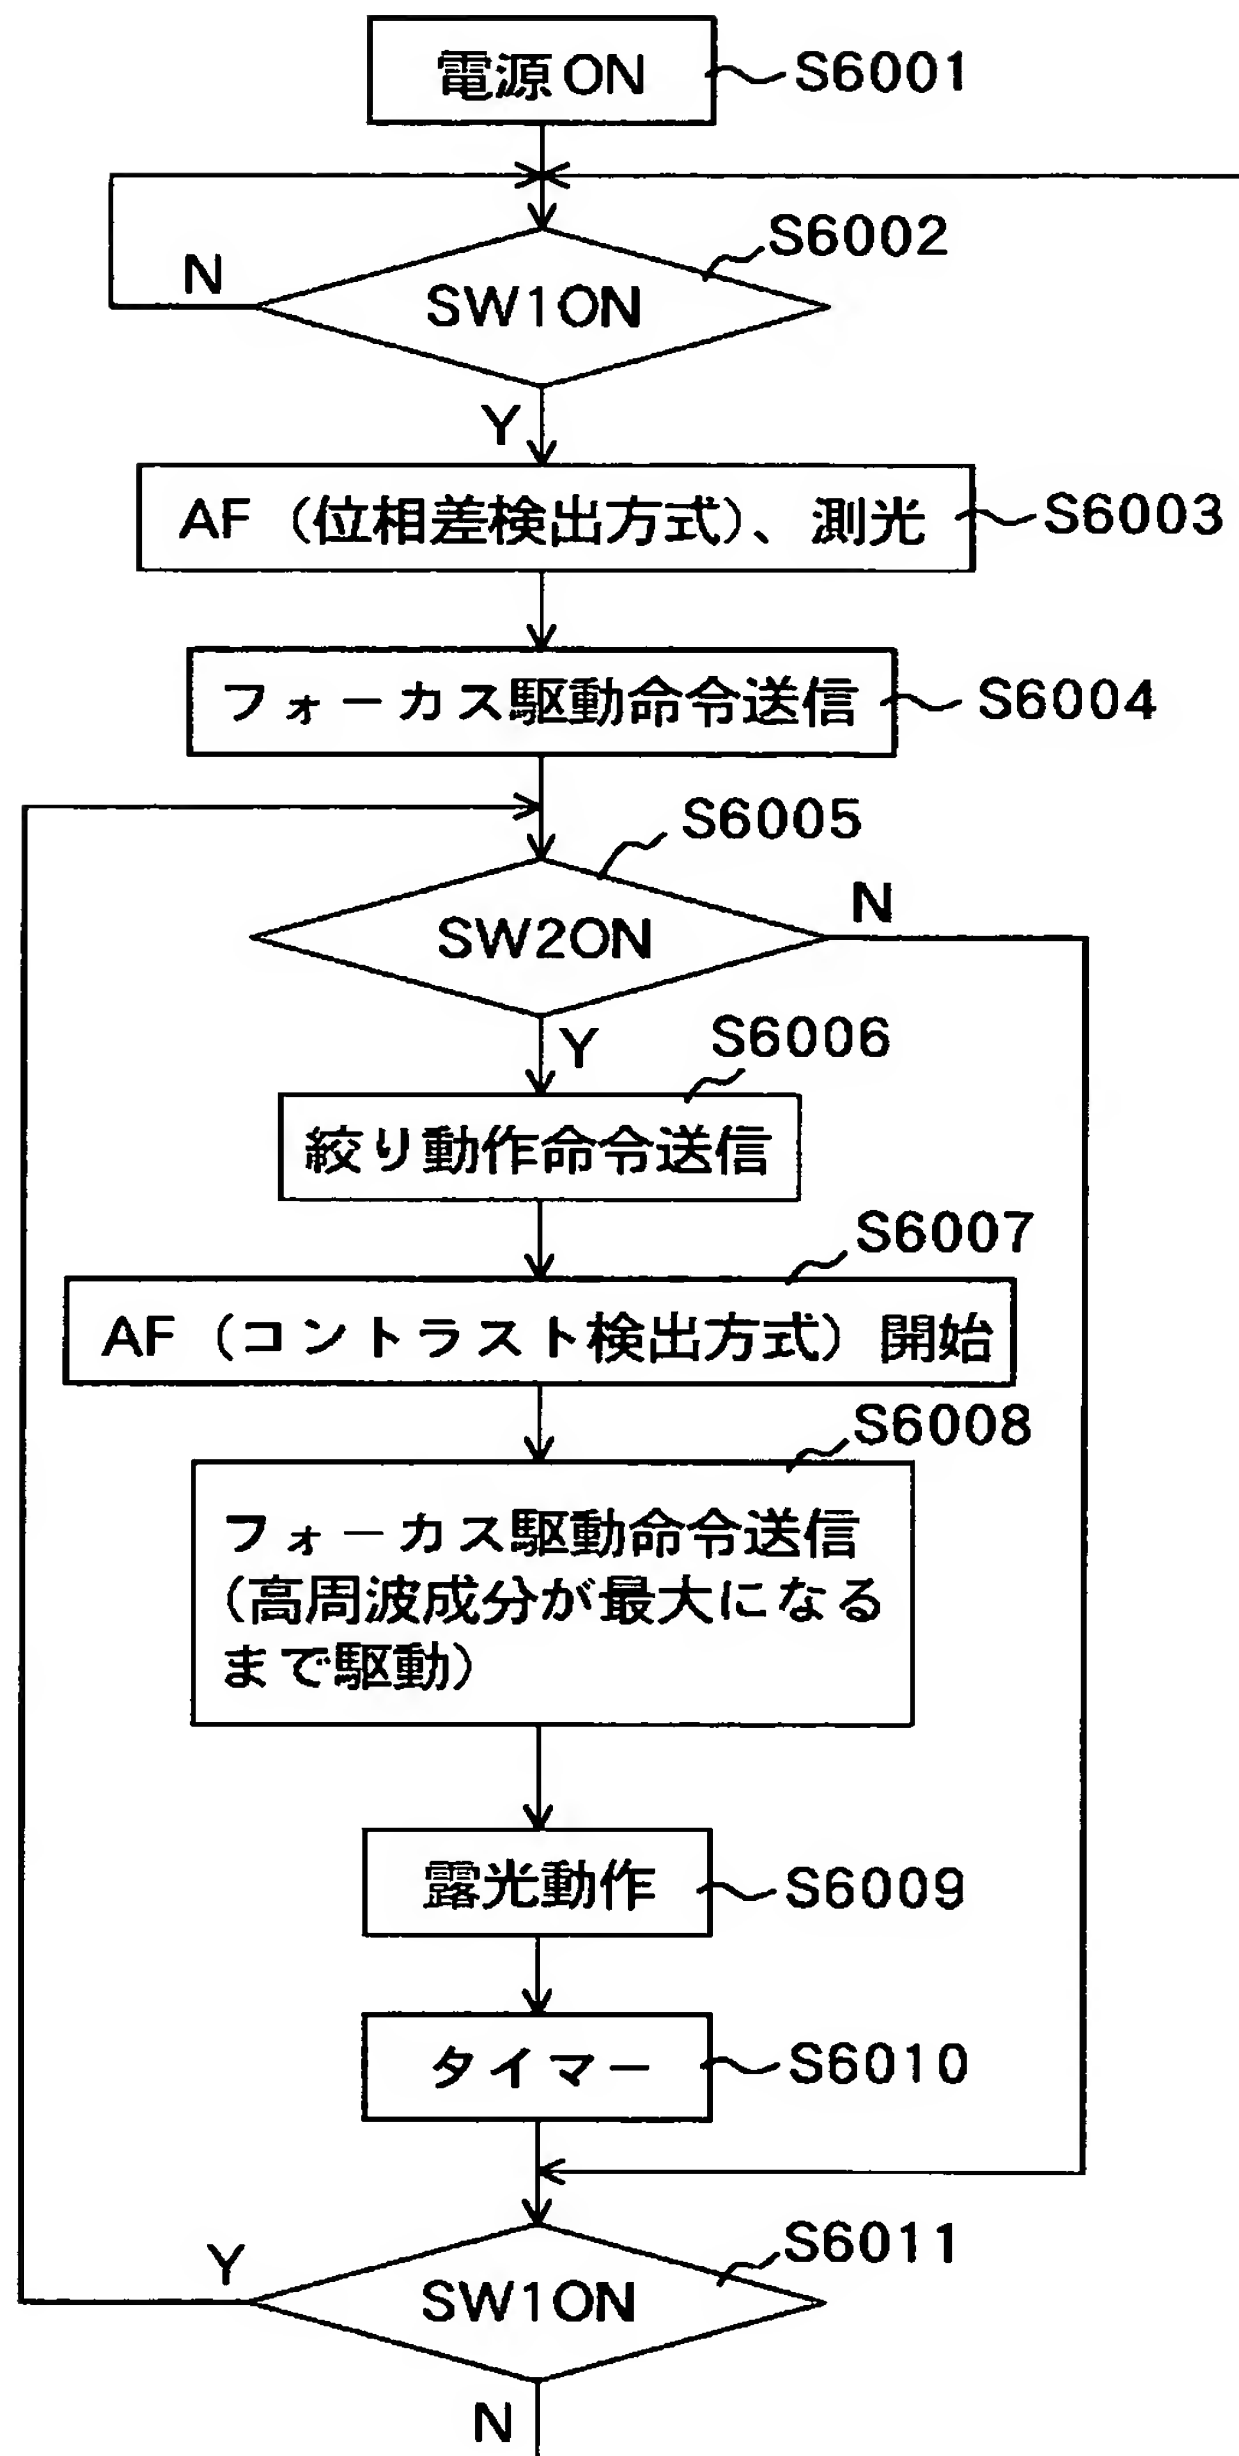 電源ON
S6001
S6002
N
SW1ON
Y
AF（位相差検出方式）、測光
S6003
フォーカス駆動命令送信
S6004
S6005
N
SW2ON
Y
S6006
絞り動作命令送信
S6007
AF（コントラスト検出方式）開始
S6008
フォーカス駆動命令送信
（高周波成分が最大になる
まで駆動）
露光動作
S6009
タイマー
S6010
S6011
Y
SW1ON
N